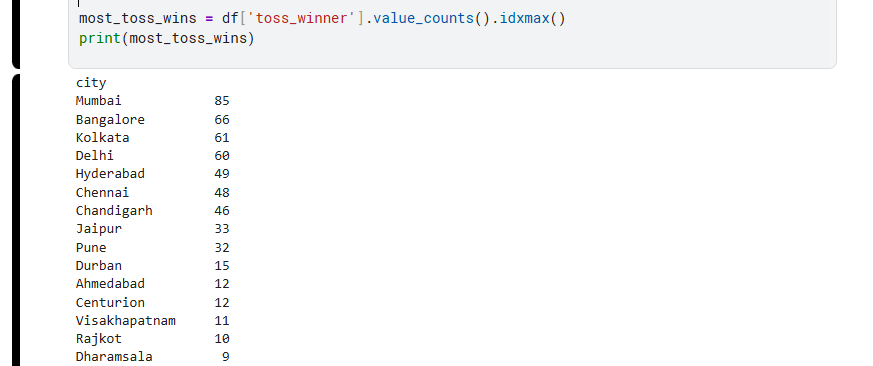 most_toss_wins = df['toss_winner'].value_counts().idxmax()
print(most_toss_wins)
city
Mumbai 85
Bangalore 66
Kolkata 61
Delhi 60
Hyderabad 49
Chennai 48
Chandigarh 46
Jaipur 33
Pune 32
Durban 15
Ahmedabad 12
Centurion 12
Visakhapatnam 11
Rajkot 10
Dharamsala 9